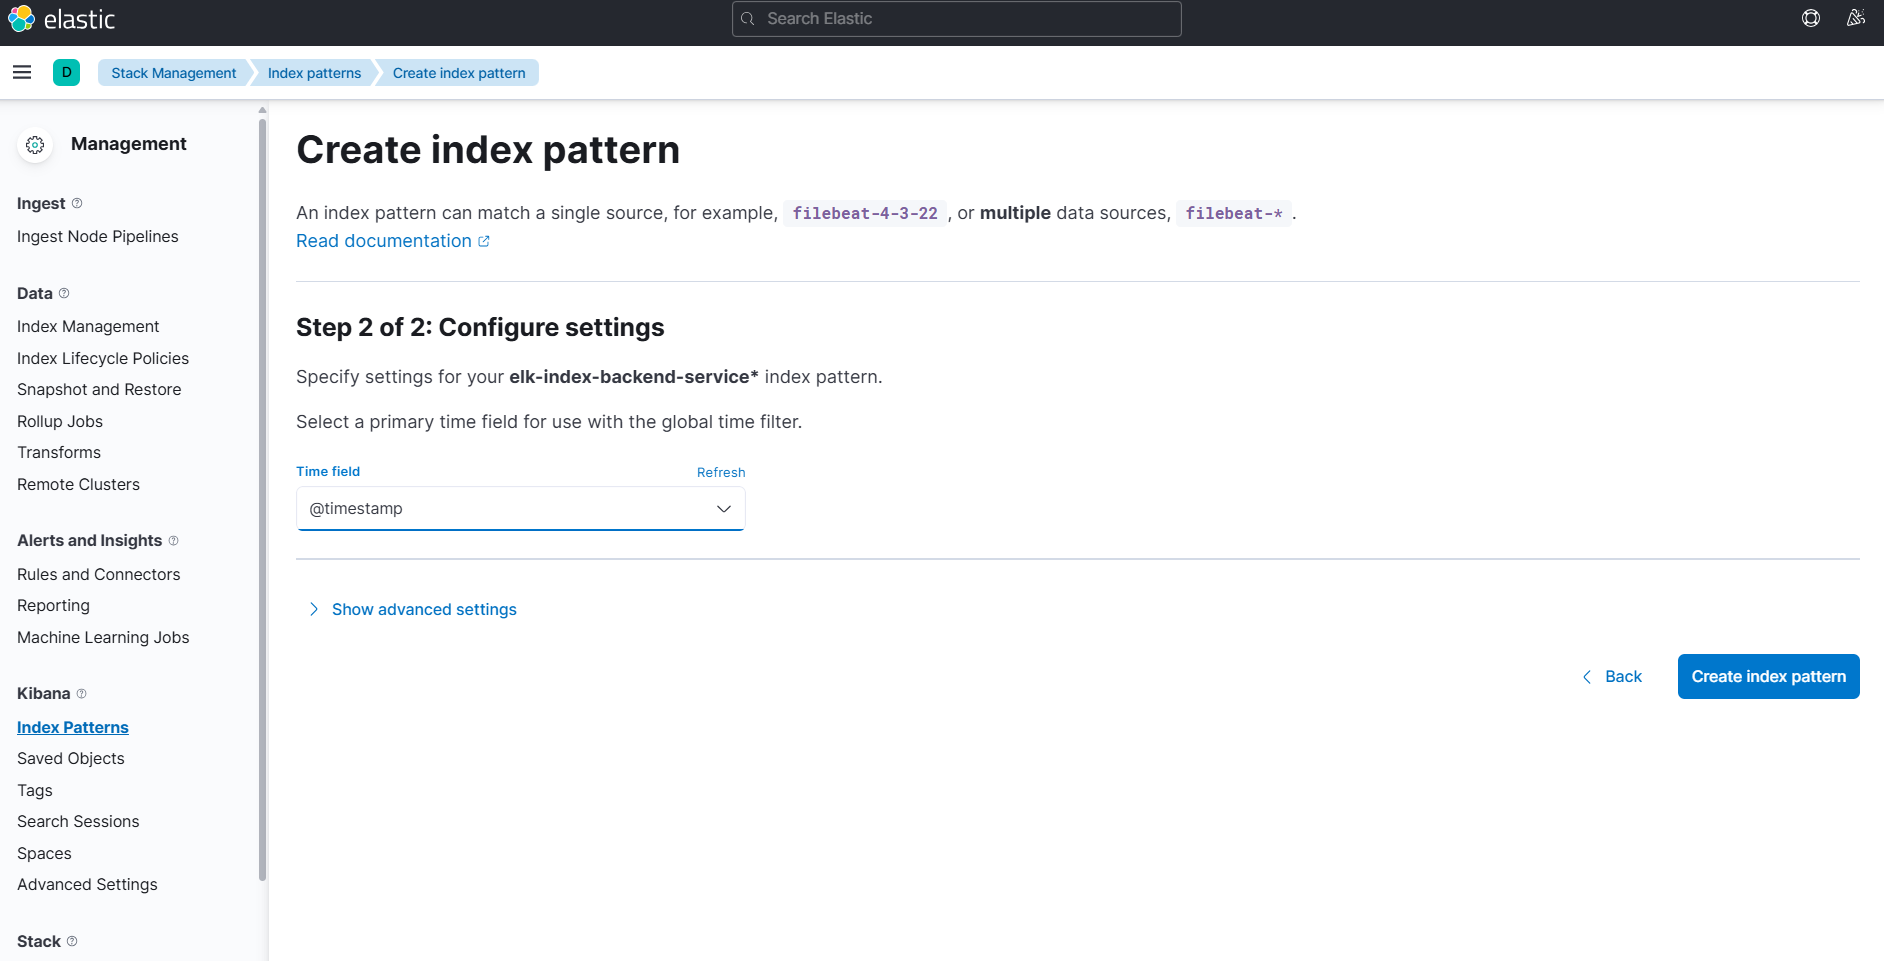 elastic
Search Elastic
D
Stack Management
Index patterns
Create index pattern
Management
Ingest
Ingest Node Pipelines
Data
Index Management
Index Lifecycle Policies
Snapshot and Restore
Rollup Jobs
Transforms
Remote Clusters
Alerts and Insights
Rules and Connectors
Reporting
Machine Learning Jobs
Kibana
Index Patterns
Saved Objects
Tags
Search Sessions
Spaces
Advanced Settings
Stack
Create index pattern
An index pattern can match a single source, for example, filebeat-4-3-22 , or multiple data sources, filebeat-* .
Read documentation
Step 2 of 2: Configure settings
Specify settings for your elk-index-backend-service* index pattern.
Select a primary time field for use with the global time filter.
Time field
Refresh
@timestamp
Show advanced settings
Back
Create index pattern